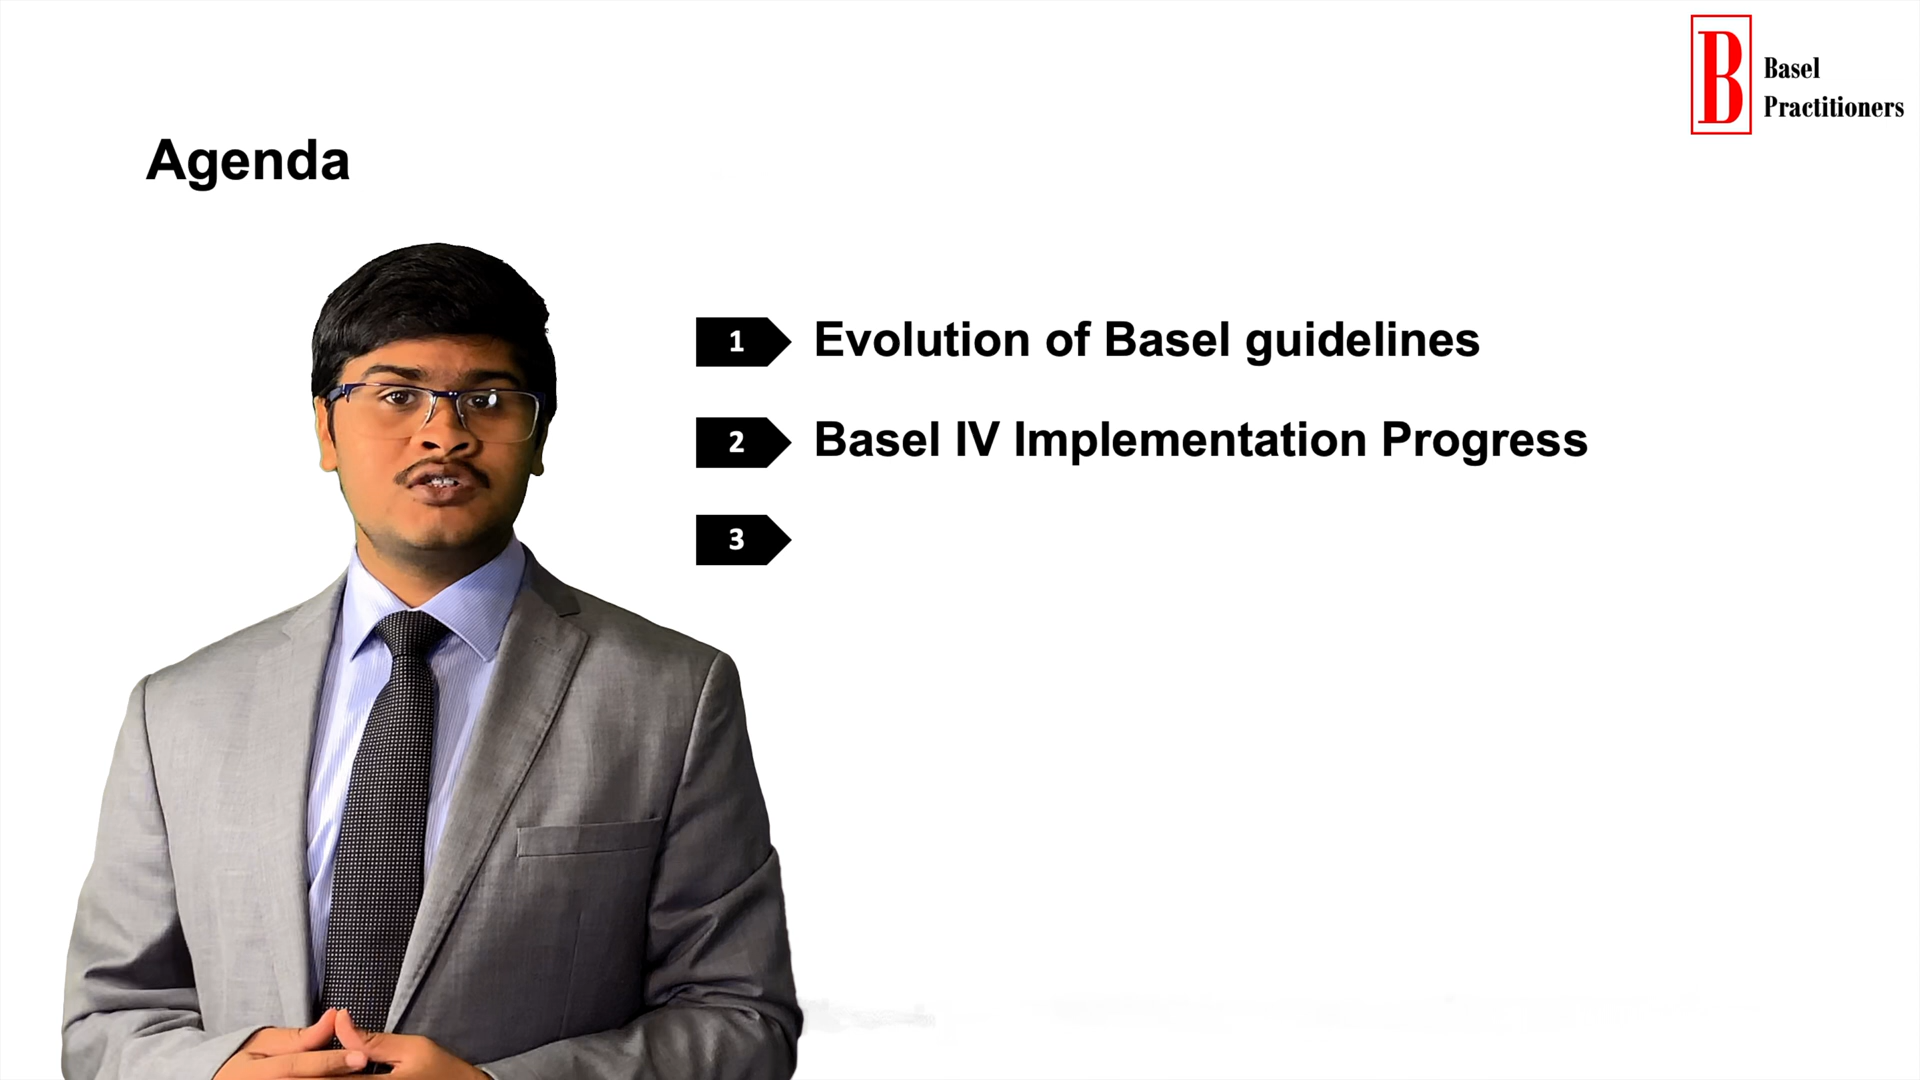 B
Basel
Practitioners
Agenda
1 Evolution of Basel guidelines
2 Basel IV Implementation Progress
3